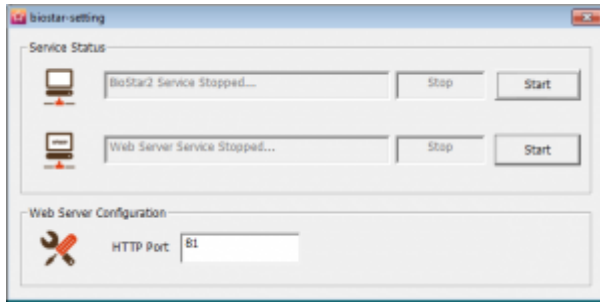 biostar-setting
Service Status
BioStar2 Service Stopped.... Stop Start
Web Server Service Stopped... Stop Start
Web Server Configuration
HTTP Port 81